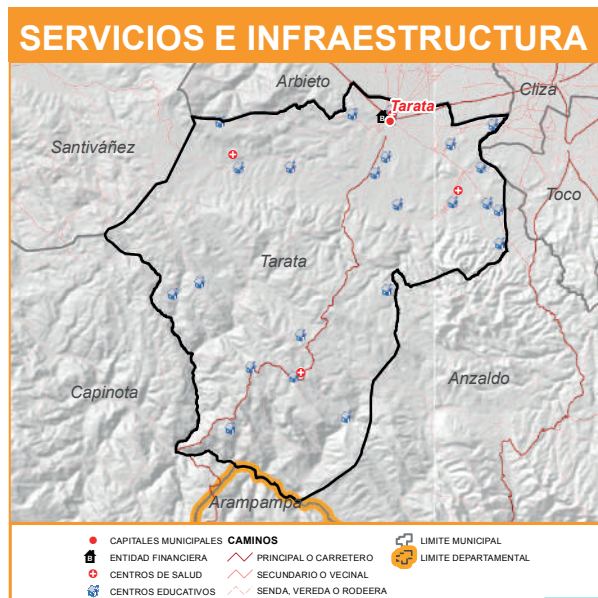 SERVICIOS E INFRAESTRUCTURA
Arbieto
Cliza
Tarata
B
Santiváñez
Toco
Tarata
Capinota
Anzaldo
Arampampa
CAPITALES MUNICIPALES
ENTIDAD FINANCIERA
CENTROS DE SALUD
CENTROS EDUCATIVOS
CAMINOS
PRINCIPAL O CARRETERO
SECUNDARIO O VECINAL
SENDA, VEREDA O RODEERA
LIMITE MUNICIPAL
LIMITE DEPARTAMENTAL